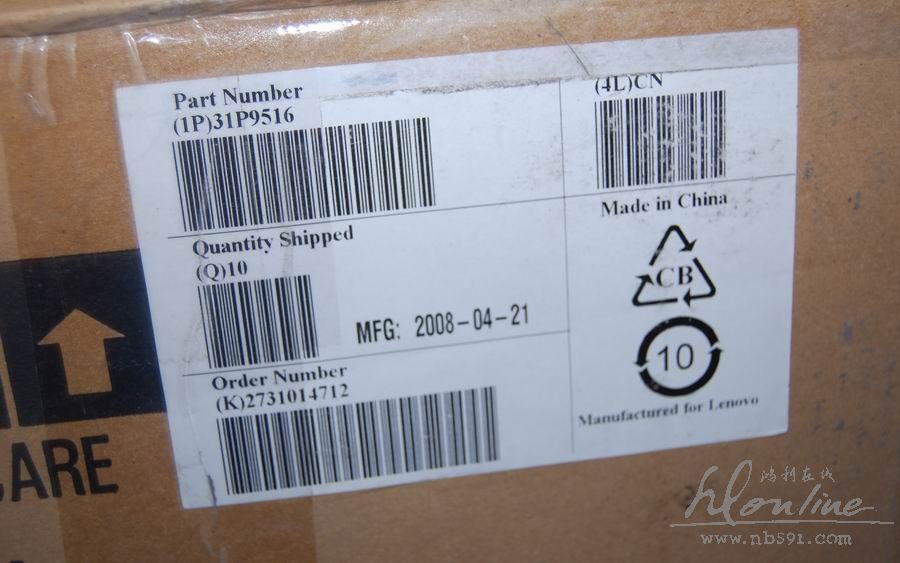 Part Number
(1P)31P9516
(4L)CN
Quantity Shipped
(Q)10
MFG: 2008-04-21
Made in China
CB
10
Order Number
(K)2731014712
Manufactured for Lenovo
CARE
鸿利在线
hlonline
www.nb591.com